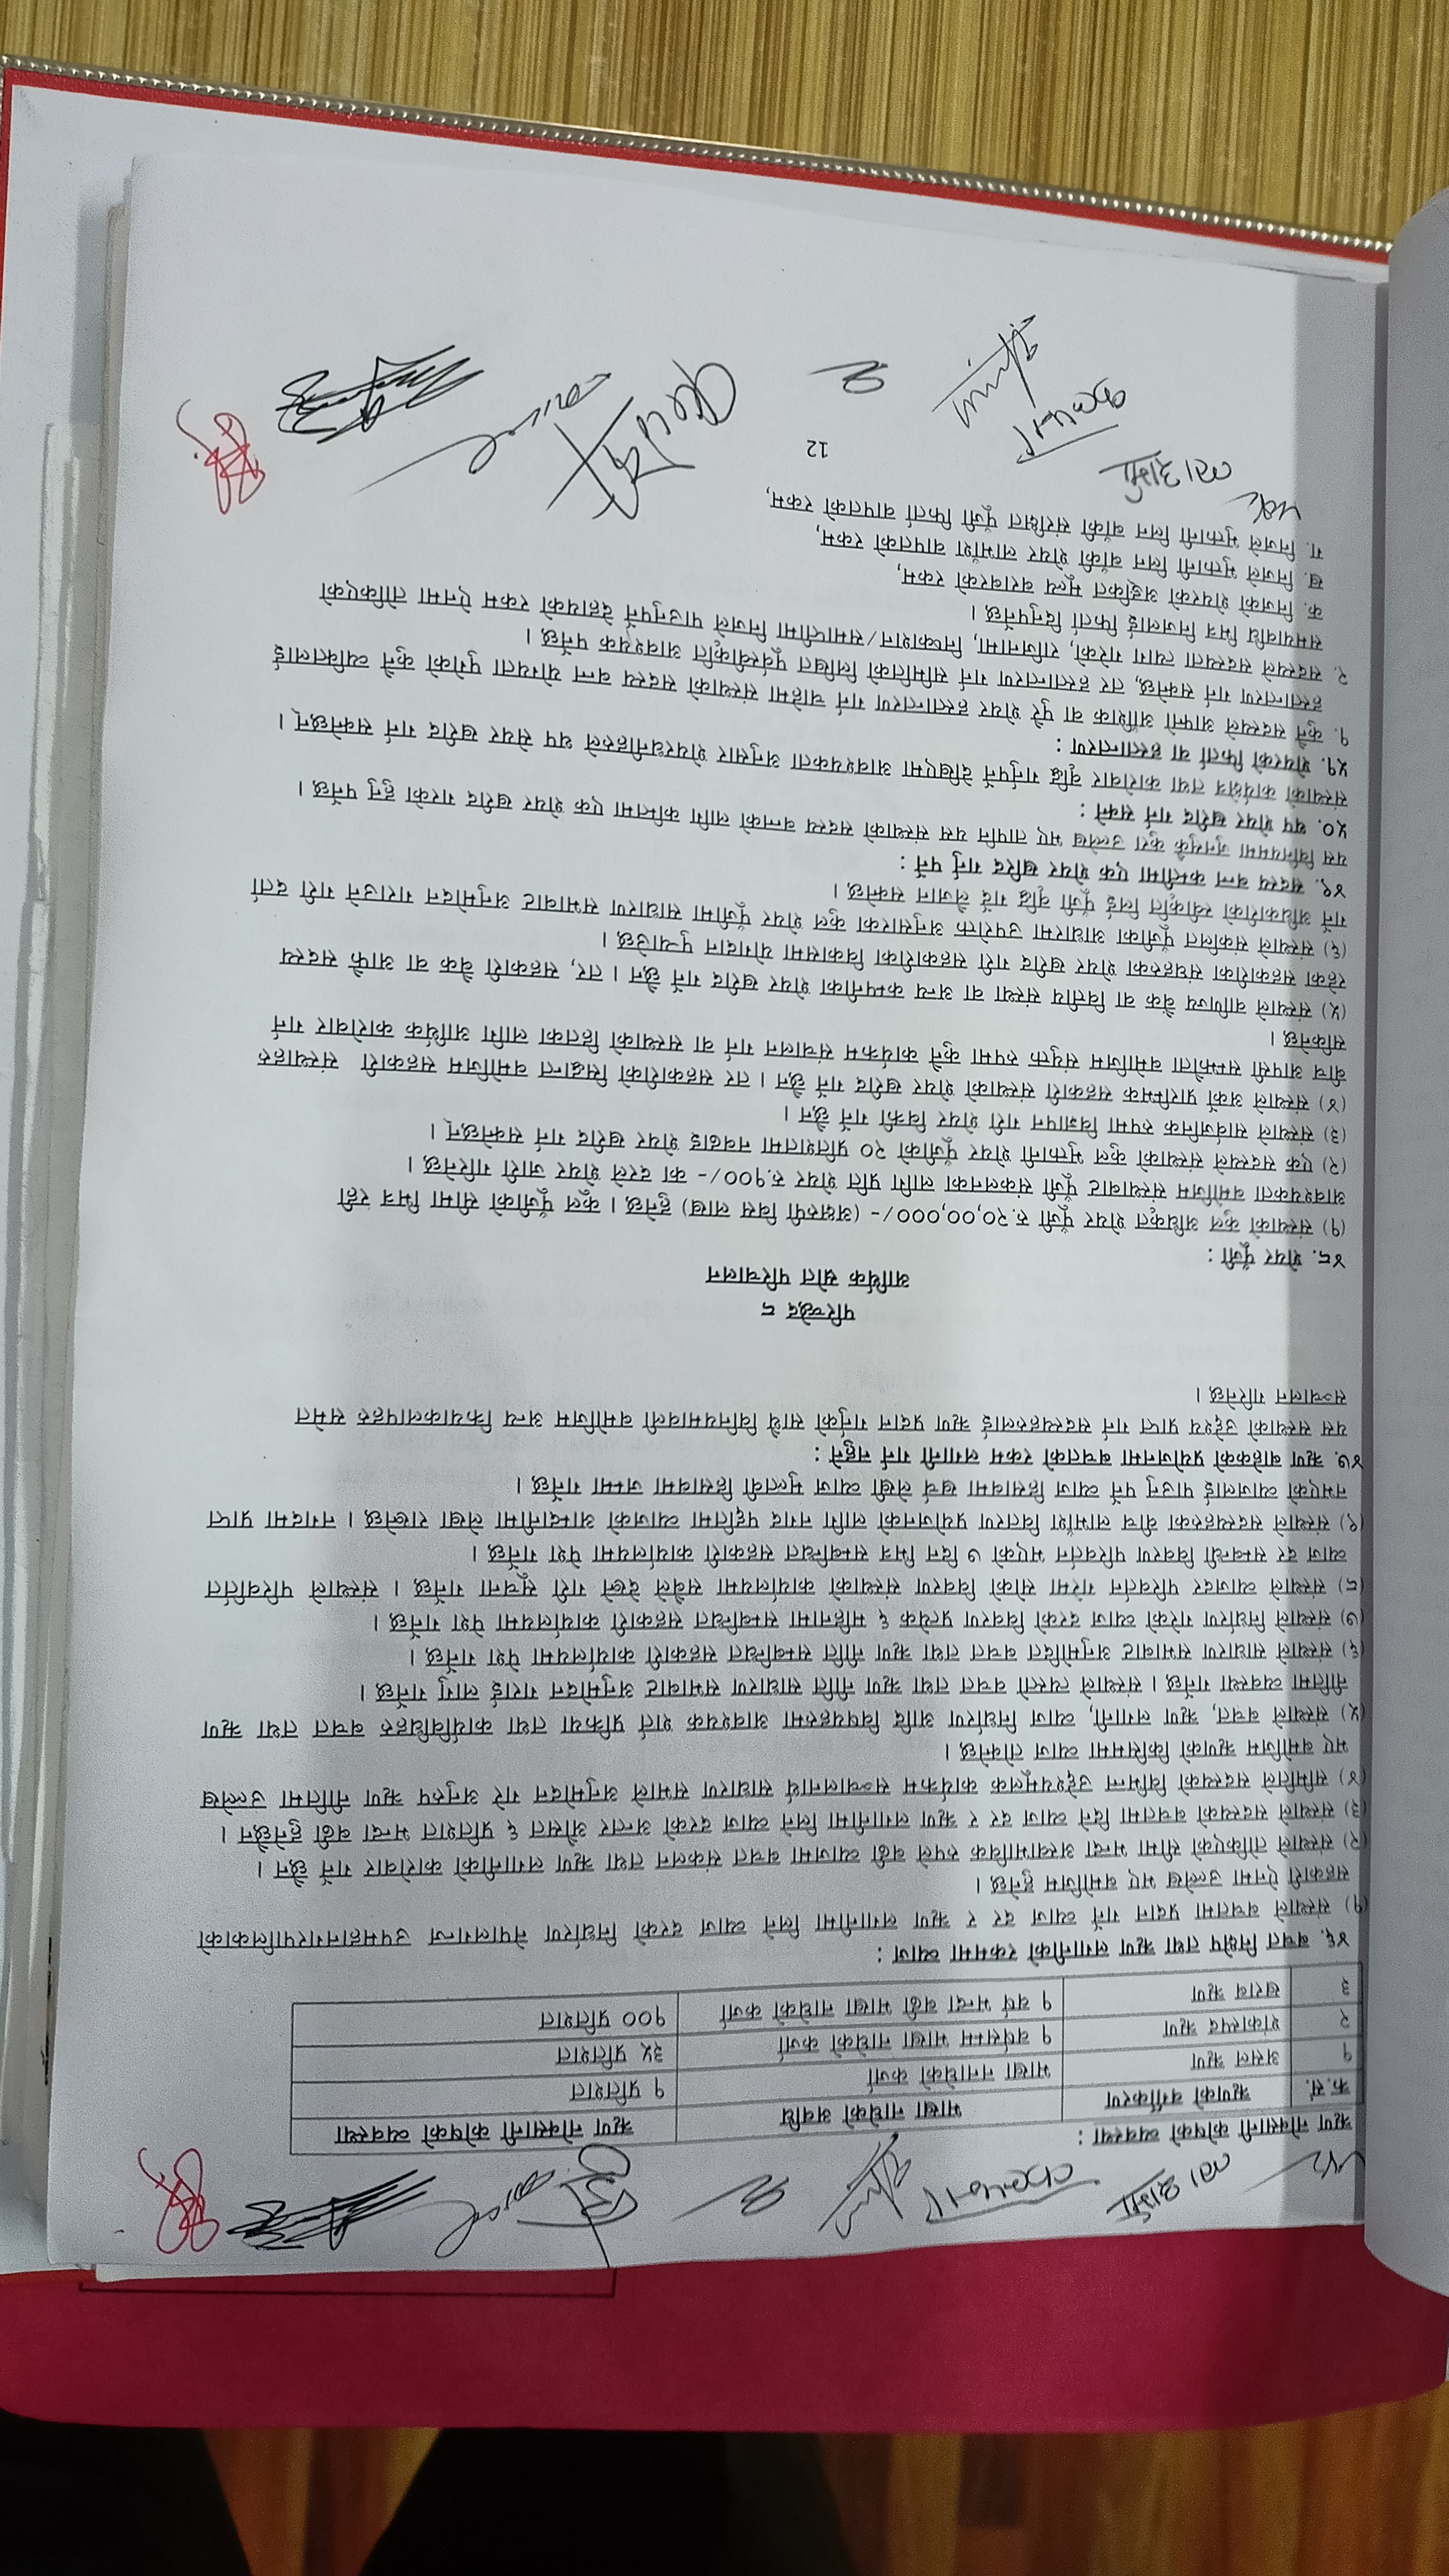 ला शर्मा कल्पना
ऋण नोक्सानी कोषको व्यवस्था :
क्र.सं. ऋणको वर्गीकरण भाखा नाघेको अवधि ऋण नोक्सानी कोषको व्यवस्था
१ असल ऋण भाखा ननाघेको कर्जा १ प्रतिशत
२ शंकास्पद ऋण १ वर्षसम्म भाखा नाघेको कर्जा ३५ प्रतिशत
३ खराब ऋण १ वर्ष भन्दा बढी भाखा नाघेको कर्जा १०० प्रतिशत
४६. बचत निक्षेप तथा ऋण लगानीको रकममा व्याज :
(१) संस्थाले बचतमा प्रदान गर्ने व्याज दर र ऋण लगानीमा लिने व्याज दरको निर्धारण नेपालगन्ज उपमहानगरपालिकाको
सहकारी ऐनमा उल्लेख भए बमोजिम हुनेछ ।
(२) संस्थाले तोकिएको सीमा भन्दा अस्वाभाविक रुपले बढी व्याजमा बचत संकलन तथा ऋण लगानीको कारोवार गर्ने छैन ।
(३) संस्थाले सदस्यको बचतमा दिने व्याज दर र ऋण लगानीमा लिने व्याज दरको अन्तर औसत ६ प्रतिशत भन्दा बढी हुनेछैन ।
(४) समितिले सदस्यको विभिन्न उद्देश्यमूलक कार्यक्रम सञ्चालनार्थ साधारण सभाले अनुमोदन गरे अनुरुप ऋण नीतिमा उल्लेख
भए बमोजिम ऋणको किसिममा व्याज तोक्नेछ ।
(५) संस्थाले बचत, ऋण लगानी, व्याज निर्धारण आदि विषयहरुमा आवश्यक शर्त प्रक्रिया तथा कार्यविधिहरु बचत तथा ऋण
नीतिमा व्यवस्था गर्नेछ । संस्थाले त्यस्तो वचत तथा ऋण नीति साधारण सभाबाट अनुमोदन गराई लागु गर्नेछ ।
(६) संस्थाले साधारण सभाबाट अनुमोदित बचत तथा ऋण नीति सम्बन्धित सहकारी कार्यालयमा पेश गर्नेछ ।
(७) संस्थाले निर्धारण गरेको व्याज दरको विवरण प्रत्येक ६ महिनामा सम्बन्धित सहकारी कार्यालयमा पेश गर्नेछ ।
(८) संस्थाले व्याजदर परिवर्तन गरेमा सोको विवरण संस्थाको कार्यालयमा सबैले देख्ने गरी सूचना गर्नेछ । संस्थाले परिवर्तित
व्याज दर सम्बन्धी विवरण परिवर्तन भएको ७ दिन भित्र सम्बन्धित सहकारी कार्यालयमा पेश गर्नेछ ।
(९) संस्थाले सदस्यहरुका वीच लाभाँश वितरण प्रयोजनको लागि नगद पद्दतिमा व्याजको आम्दानीमा लेखा राख्नेछ । नगदमा प्राप्त
नभएको व्याजलाई पाउनु पर्ने व्याज हिसाबमा खर्च लेखी व्याज मुल्तवी हिसाबमा जम्मा गर्नेछ ।
४७. ऋण बाहेकको प्रयोजनमा बचतको रकम लगानी गर्न नहुने :
यस सस्थाको उद्देश्य प्राप्त गर्न सदस्यहरुलाई ऋण प्रदान गर्नुको साथै विनियमावली बमोजिम अन्य क्रियाकलापहरु समेत
सञ्चालन गरिनेछ ।
परिच्छेद ८
आर्थिक स्रोत परिचालन
४८. शेयर पूँजी :
(१) संस्थाको कुल अधिकृत शेयर पूँजी रु.२०,००,०००/- (अक्षरुपी विस लाख) हुनेछ । कूल पूँजीको सीमा भित्र रही
आवश्यकता बमोजिम संस्थाबाट पूँजी संकलनका लागि प्रति शेयर रु.१००/- का दरले शेयर जारी गरिनेछ ।
(२) एक सदस्यले संस्थाको कुल भुक्तानी शेयर पूँजीको २० प्रतिशतमा नवढाइ शेयर खरीद गर्न सक्नेछन् ।
(३) संस्थाले सार्वजनिक रुपमा विज्ञापन गरी शेयर विक्री गर्ने छैन ।
(४) संस्थाले अर्को प्रारम्भिक सहकारी संस्थाको शेयर खरीद गर्ने छैन । तर सहकारीको सिद्धान्त वमोजिम सहकारी संस्थाहरु
बीच आपसी सम्झौता बमोजिम संयुक्त रुपमा कुनै कार्यक्रम संचालन गर्न वा सस्थाको हितका लागि आर्थिक कारोवार गर्न
सकिनेछ ।
(५) संस्थाले वाणिज्य बैंक वा वित्तीय संस्था वा अन्य कम्पनीका शेयर खरीद गर्ने छैन । तर, सहकारी बैक वा आफै सदस्य
रहेका सहकारीका संघहरुका शेयर खरीद गरी सहकारीका विकासमा योगदान पुऱ्याउेछ ।
(६) संस्थाले संकलित पूँजीका आधारमा उपरोक्त अनुसारका कुल शेयर पूँजीमा साधारण सभाबाट अनुमोदन गराउने गरी दर्ता
गर्ने अधिकारीको स्वीकृति लिई पूँजी वृद्धि गर्दे लैजान सक्नेछ ।
४९. सदस्य बन्न कम्तीमा एक शेयर खरिद गर्नु पर्ने :
यस विनियममा जुनसुकै कुरा उल्लेख भए तापनि यस संस्थाको सदस्य बन्नको लागि कम्तिमा एक शेयर खरीद गरको हुनु पर्नेछ ।
५०. थप शेयर खरीद गर्न सक्ने :
संस्थाको कार्यक्षेत्र तथा कारोवार वृद्धि गर्नुपर्ने देखिएमा आवश्यकता अनुसार शेयरधनीहरुले थप सेयर खरीद गर्न सक्नेछन् ।
५१. शेयरको फिर्ता वा हस्तान्तरण :
१. कुनै सदस्यले आफ्नो आँशिक वा पुरै शेयर हस्तान्तरण गर्न चाहेमा संस्थाको सदस्य बन्न योग्यता पुगेको कुनै व्यक्तिलाई
हस्तान्तरण गर्न सक्नेछ, तर हस्तान्तरण गर्न समितिको लिखित पूर्वस्वीकृति आवश्यक पर्नेछ ।
२. सदस्यले सदस्यता त्याग गरेको, राजिनामा, निष्काशन/समाप्तीमा निजले पाउनुपर्ने देहायको रकम ऐनमा तोकिएको
समयावधि भित्र निजलाई फिर्ता दिनुपर्नेछ ।
क. निजको शेयरको अङ्कित मूल्य बराबरको रकम,
ख. निजले भुक्तानी लिन बाँकी शेयर लाभाँश वापतको रकम,
ग. निजले भुक्तानी लिन बाँकी संरक्षित पूँजी फिर्ता वापतको रकम,
ला शर्मा
कल्पना
12